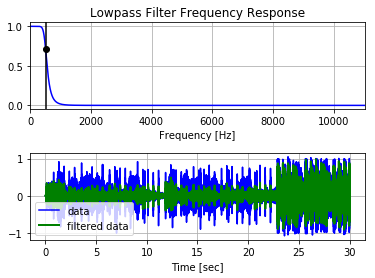 Lowpass Filter Frequency Response
1.0
0.5
0.0
0 2000 4000 6000 8000 10000
Frequency [Hz]
1
0
−1
data
filtered data
0 5 10 15 20 25 30
Time [sec]